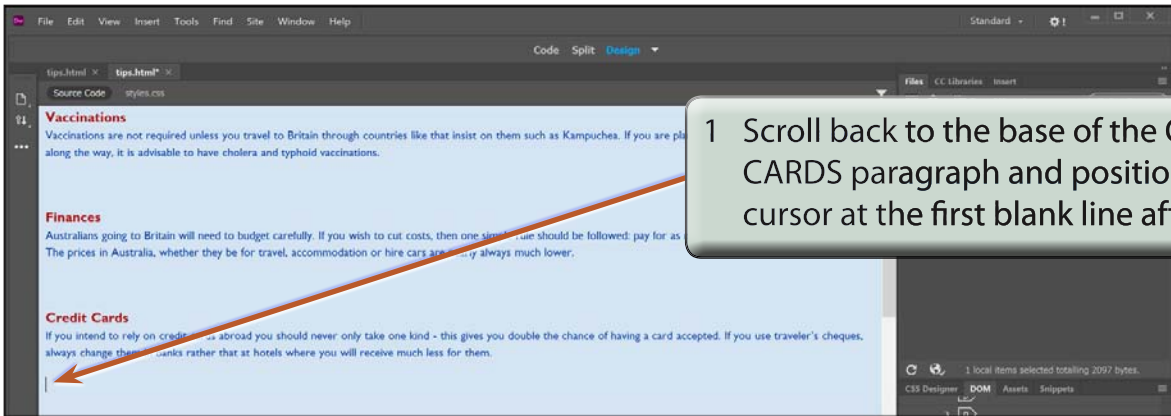 File Edit View Insert Tools Find Site Window Help
Standard
Code Split Design
tips.html × tips.html* ×
Files CC Libraries Insert
Source Code styles.css
Vaccinations
Vaccinations are not required unless you travel to Britain through countries like that insist on them such as Kampuchea. If you are
along the way, it is advisable to have cholera and typhoid vaccinations.
1 Scroll back to the base of the
CARDS paragraph and
cursor at the first blank line
Finances
Australians going to Britain will need to budget carefully. If you wish to cut costs, then one should be followed: pay for as
The prices in Australia, whether they be for travel, accommodation or hire cars always much lower.
Credit Cards
If you intend to rely on abroad you should never only take one kind - this gives you double the chance of having a card accepted. If you use traveler's cheques,
always change rather that at hotels where you will receive much less for them.
1 local items selected totalling 2097 bytes.
CSS Designer DOM Assets Snippets